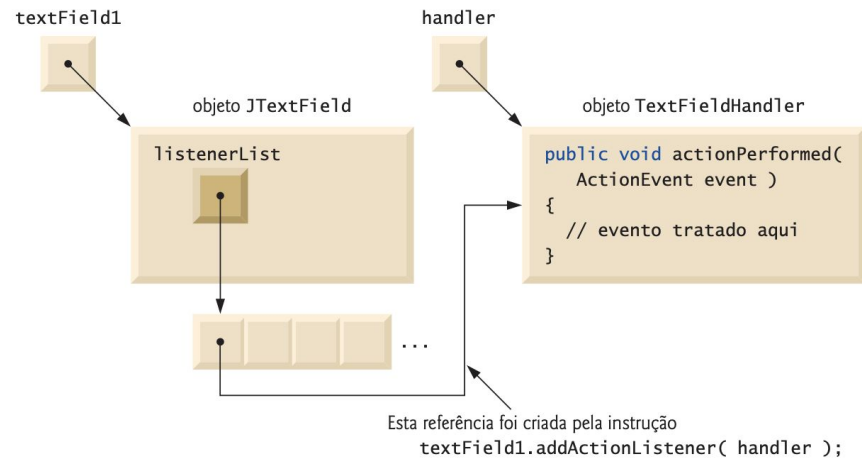 textField1
handler
objeto JTextField
objeto TextFieldHandler
listenerList
public void actionPerformed(
ActionEvent event )
{
// evento tratado aqui
}
...
Esta referência foi criada pela instrução
textField1.addActionListener( handler );